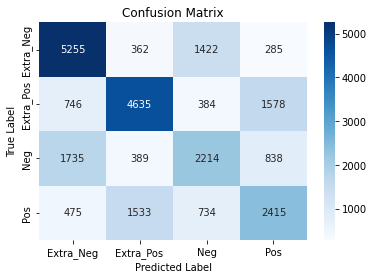 Confusion Matrix
True Label
Extra_Neg 5255 362 1422 285
Extra_Pos 746 4635 384 1578
Neg 1735 389 2214 838
Pos 475 1533 734 2415
Extra_Neg Extra_Pos Neg Pos
Predicted Label
5000
4000
3000
2000
1000